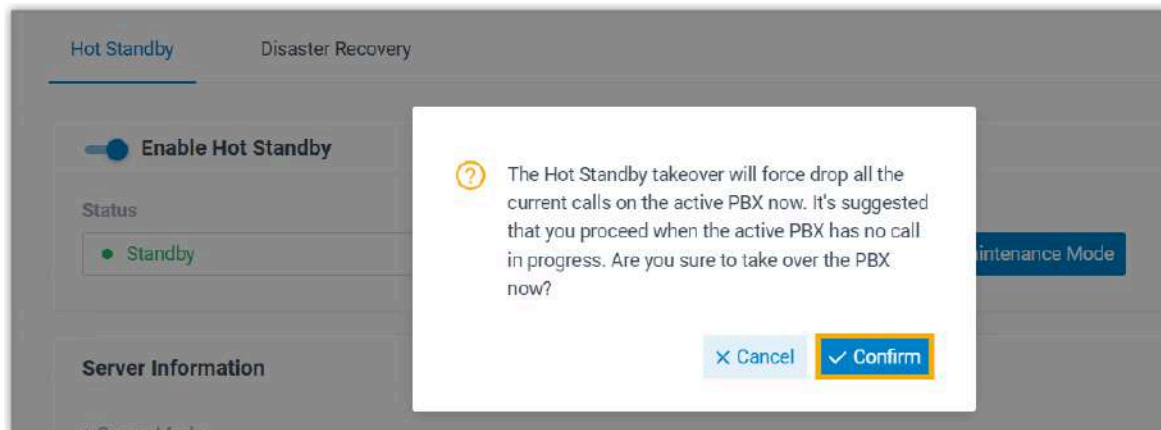 Hot Standby Disaster Recovery
Enable Hot Standby
The Hot Standby takeover will force drop all the
current calls on the active PBX now. It's suggested
that you proceed when the active PBX has no call
in progress. Are you sure to take over the PBX
now?
Status
Standby
Mode
Cancel Confirm
Server Information